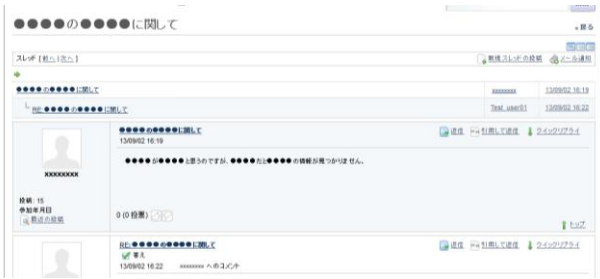 ●●●●の●●●●に関して
戻る
スレッド [前へ | 次へ]
新規スレッドの投稿 メール通知
●●●●の●●●●に関して xxxxxxxx 13/09/02 16:19
RE:●●●●の●●●●に関して Test_user01 13/09/02 16:22
●●●●の●●●●に関して
返信 引用して返信 クイックリプライ
13/09/02 16:19
●●●●が●●●●と思うのですが、●●●●だと●●●●の情報が見つかりません。
xxxxxxxx
投稿: 15
参加年月日
最近の投稿
0 (0 投票)
トップ
RE:●●●●の●●●●に関して
返信 引用して返信 クイックリプライ
答え
13/09/02 16:22 xxxxxxxx へのコメント